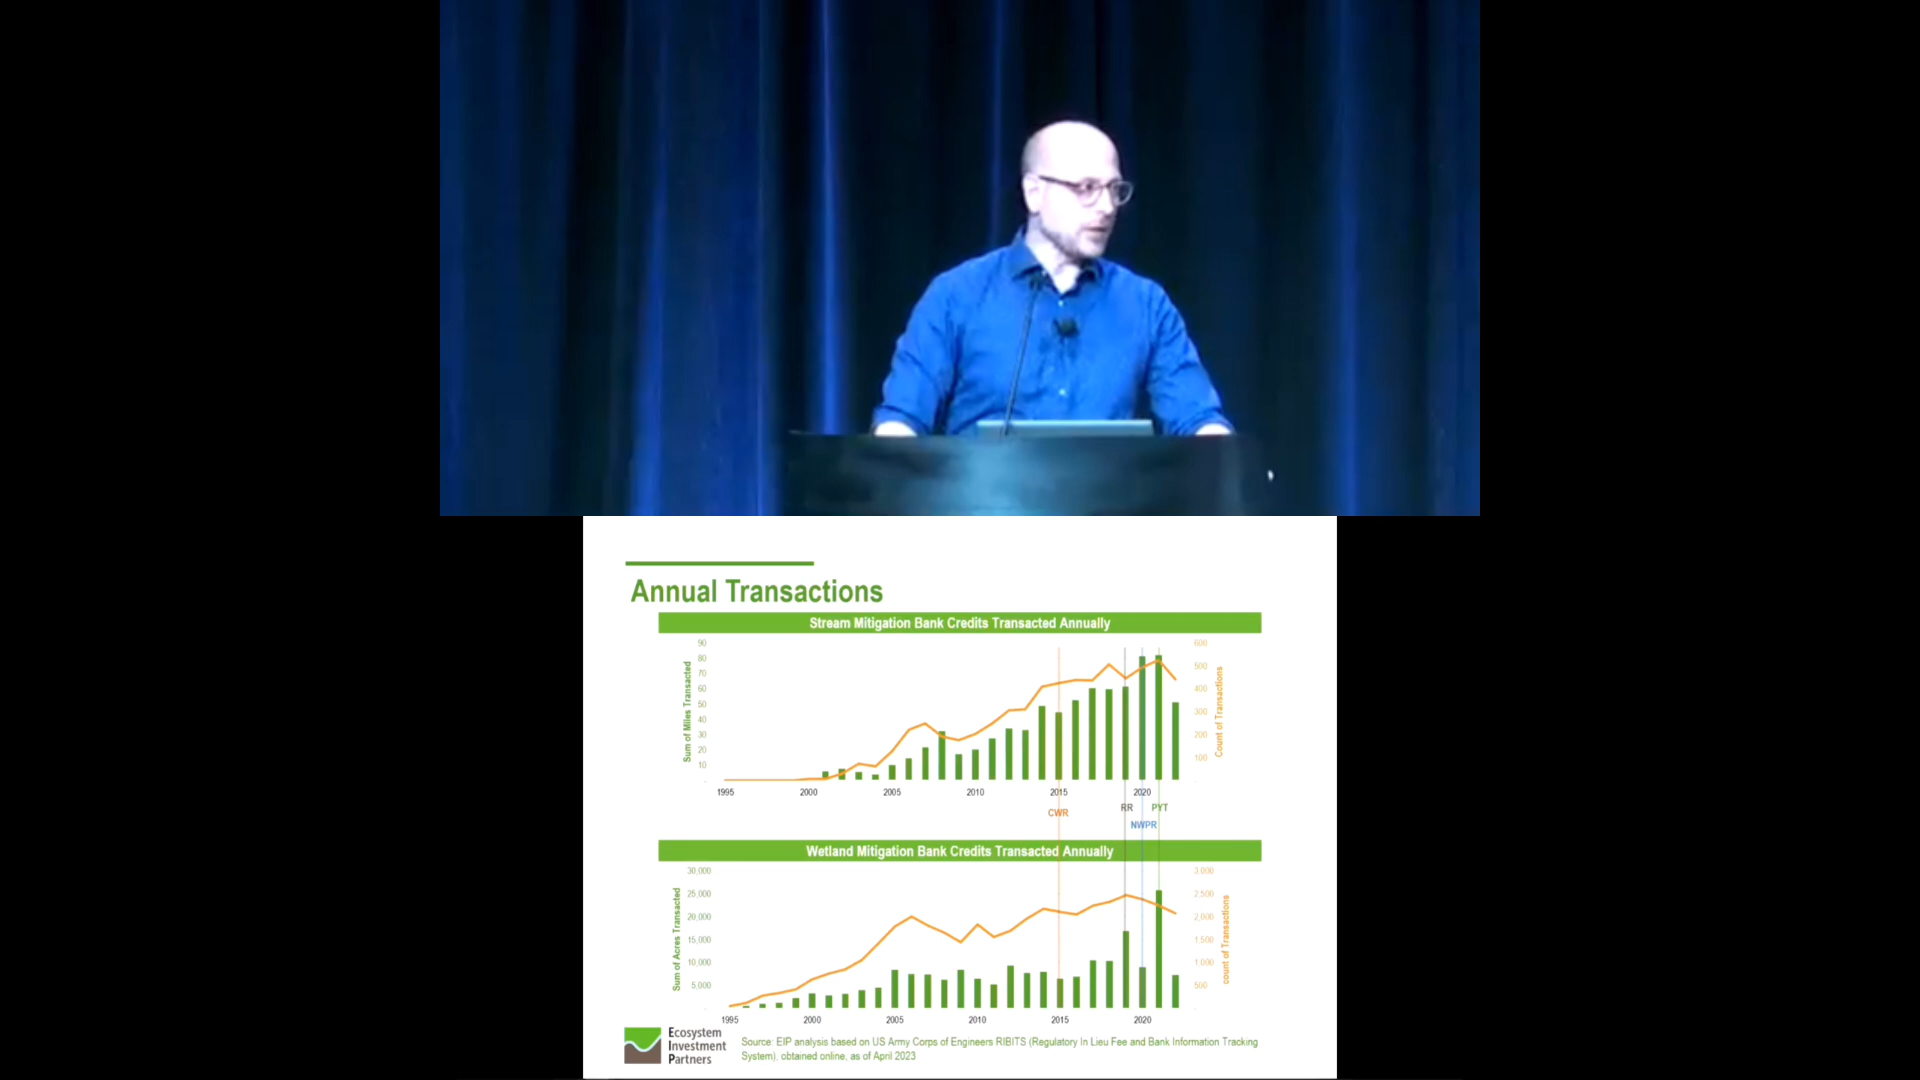 Annual Transactions
Stream Mitigation Bank Credits Transacted Annually
90
80
70
60
50
40
30
20
10
Sum of Miles Transacted
600
500
400
300
200
100
Count of Transactions
1995 2000 2005 2010 2015 2020
CWR RR PYT
NWPR
Wetland Mitigation Bank Credits Transacted Annually
30,000
25,000
20,000
15,000
10,000
5,000
Sum of Acres Transacted
3,000
2,500
2,000
1,500
1,000
500
count of Transactions
1995 2000 2005 2010 2015 2020
Ecosystem
Investment
Partners
Source: EIP analysis based on US Army Corps of Engineers RIBITS (Regulatory In Lieu Fee and Bank Information Tracking
System), obtained online, as of April 2023